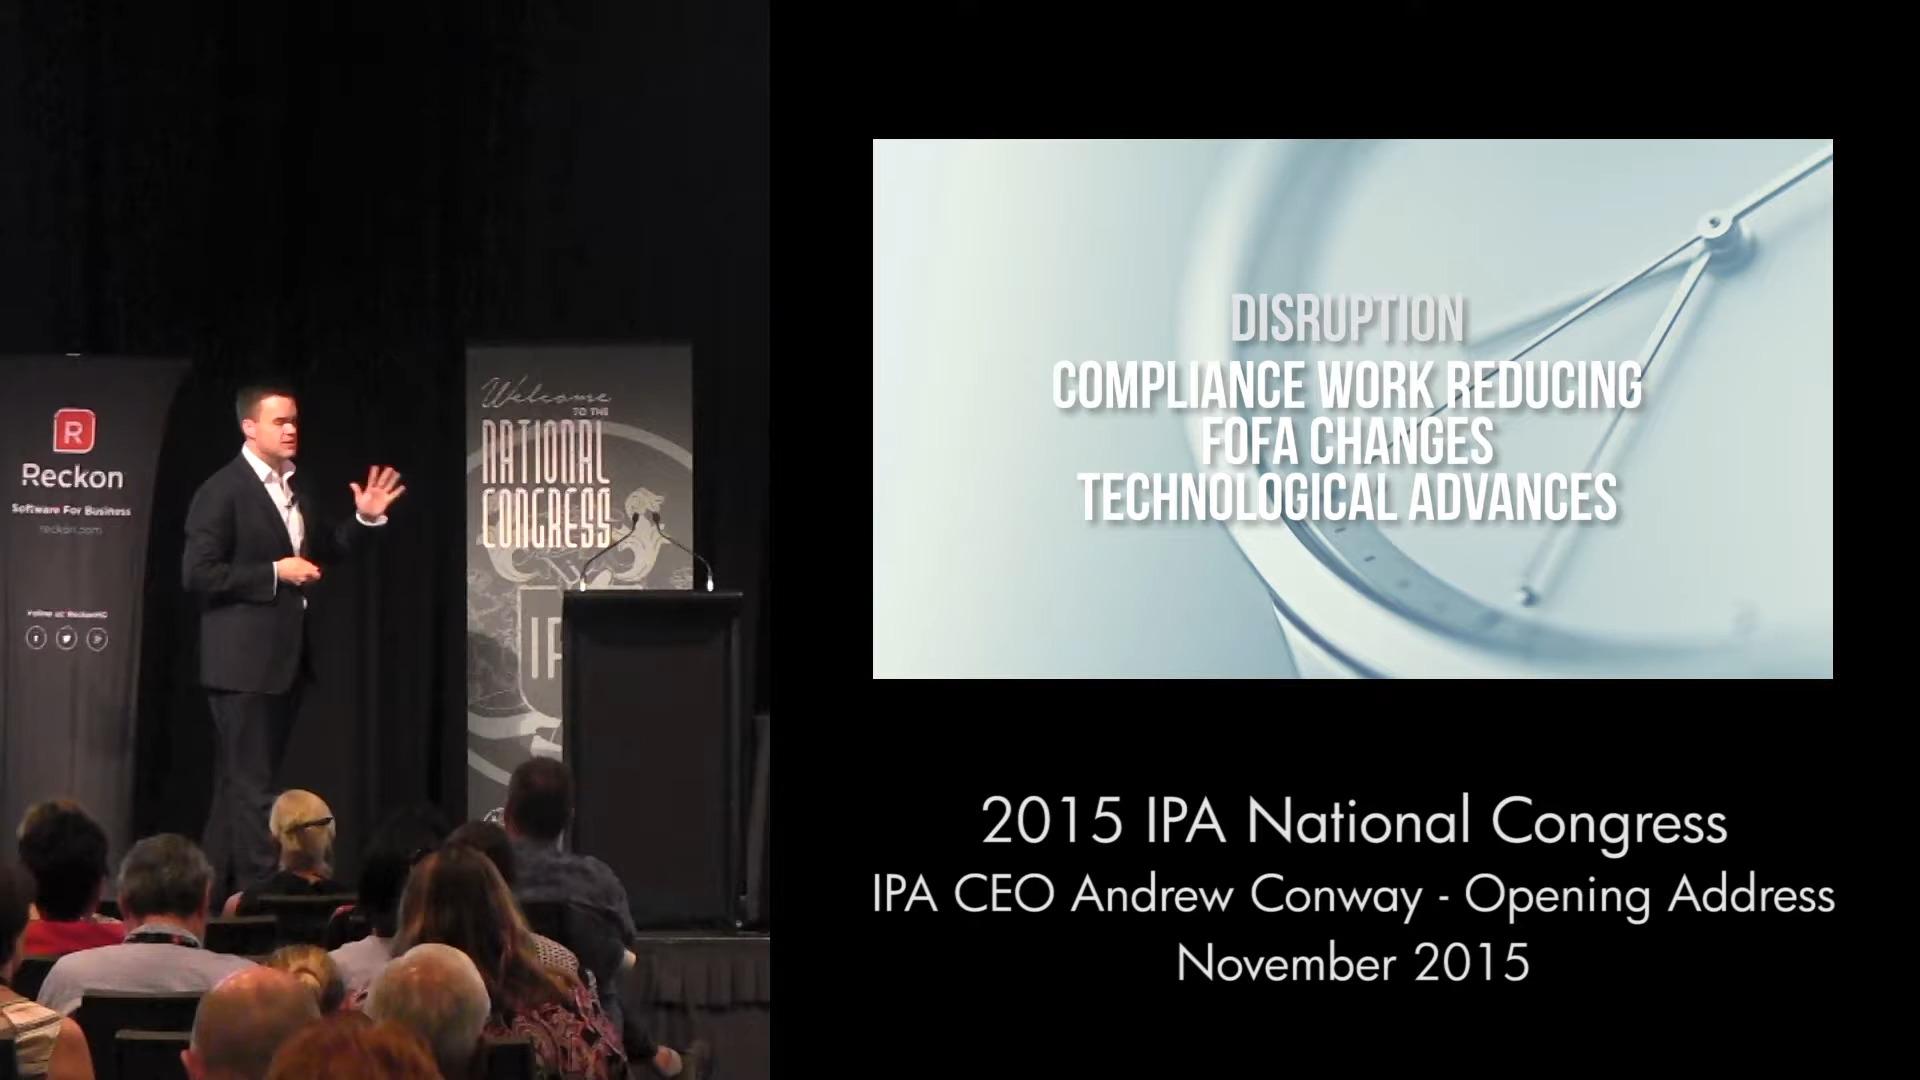 R
Reckon
Software For Business
reckon.com
Welcome
TO THE
NATIONAL
CONGRESS
IP
DISRUPTION
COMPLIANCE WORK REDUCING
FOFA CHANGES
TECHNOLOGICAL ADVANCES
2015 IPA National Congress
IPA CEO Andrew Conway - Opening Address
November 2015